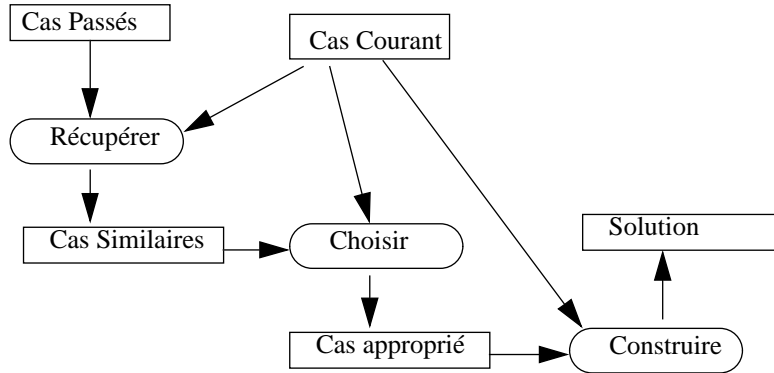 Cas Passés
Cas Courant
Récupérer
Cas Similaires
Choisir
Solution
Cas approprié
Construire